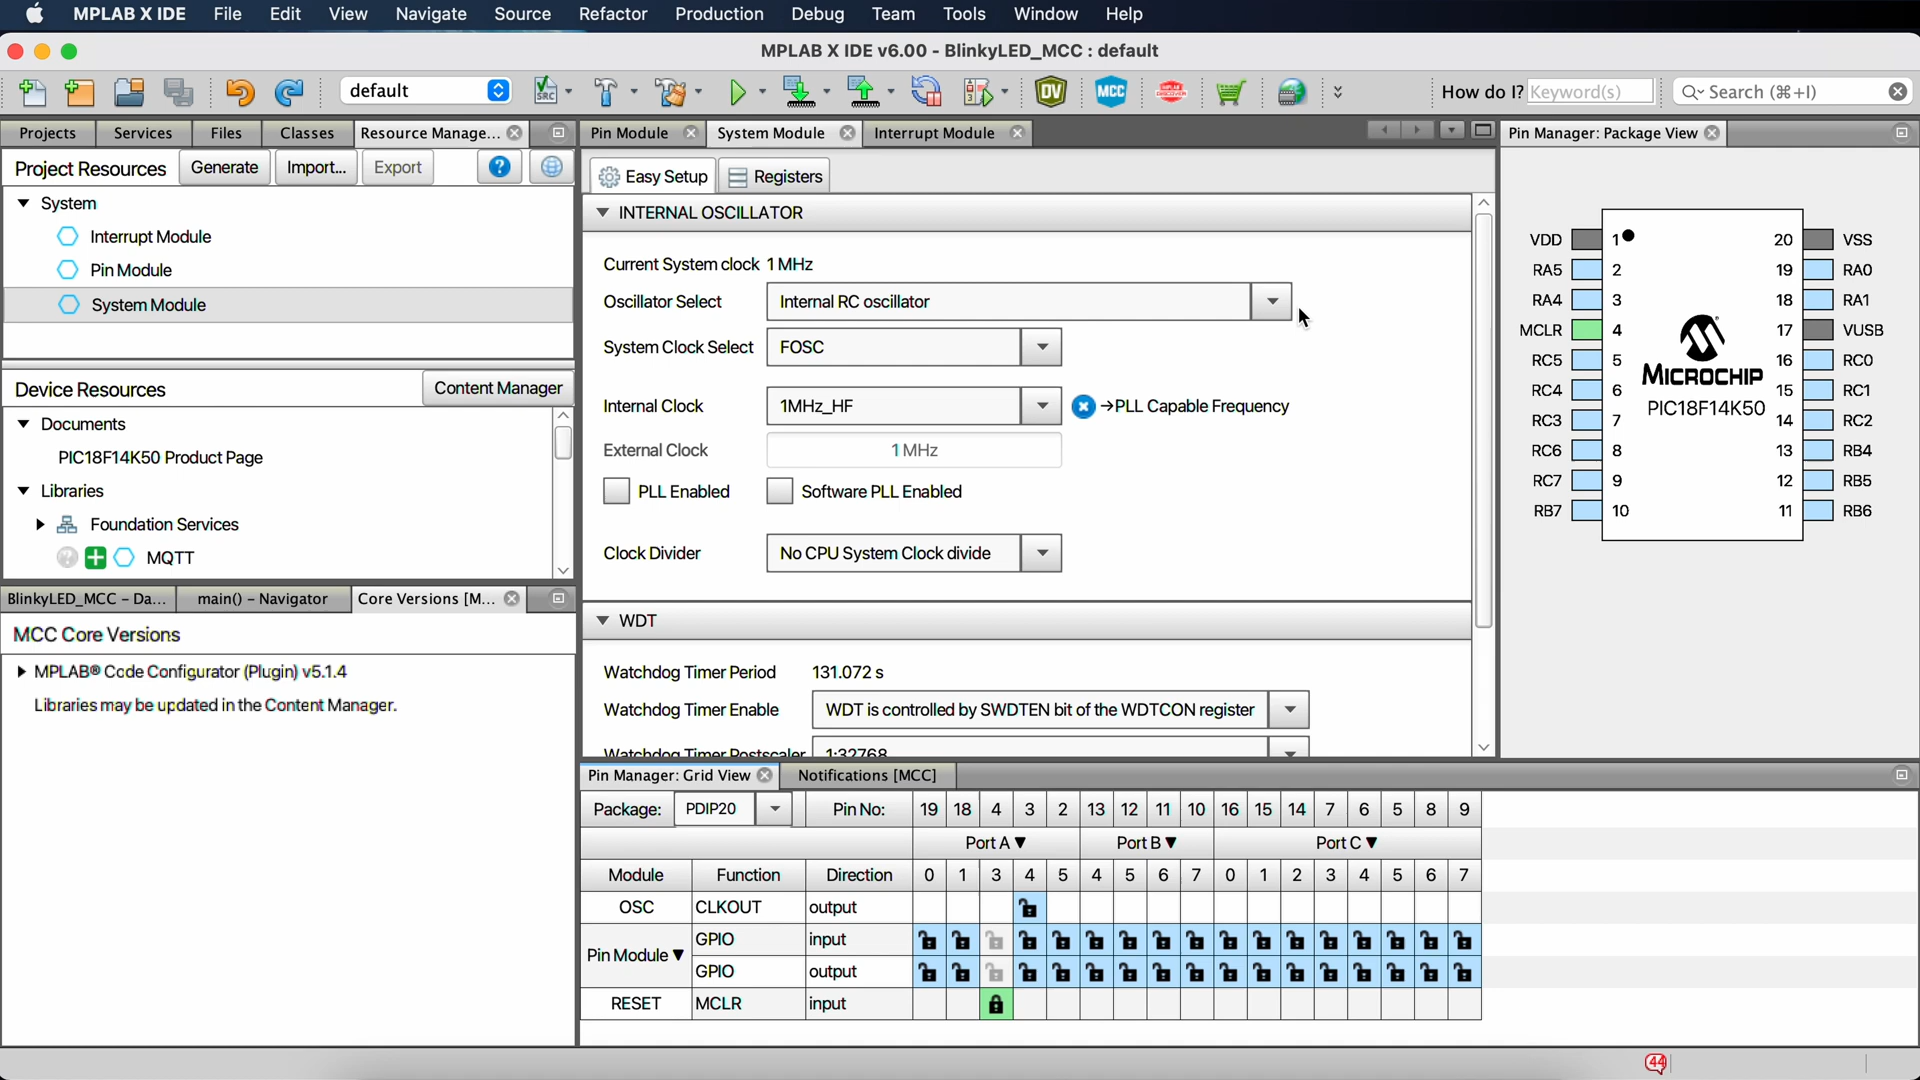 MPLAB X IDE File Edit View Navigate Source Refactor Production Debug Team Tools Window Help
MPLAB X IDE v6.00 - BlinkyLED_MCC : default
default SRC DV MCC How do I? Keyword(s) Search (⌘+I)
Projects Services Files Classes Resource Manage...
Project Resources Generate Import... Export ?
System
Interrupt Module
Pin Module
System Module
Device Resources Content Manager
Documents
PIC18F14K50 Product Page
Libraries
Foundation Services
MQTT
BlinkyLED_MCC - Da... main() - Navigator Core Versions [M...
MCC Core Versions
MPLAB® Code Configurator (Plugin) v5.1.4
Libraries may be updated in the Content Manager.
Pin Module System Module Interrupt Module
Easy Setup Registers
INTERNAL OSCILLATOR
Current System clock 1 MHz
Oscillator Select Internal RC oscillator
System Clock Select FOSC
Internal Clock 1MHz_HF →PLL Capable Frequency
External Clock 1 MHz
PLL Enabled Software PLL Enabled
Clock Divider No CPU System Clock divide
WDT
Watchdog Timer Period 131.072 s
Watchdog Timer Enable WDT is controlled by SWDTEN bit of the WDTCON register
Watchdog Timer Postscaler 1:32768
Pin Manager: Package View
VDD 1 20 VSS
RA5 2 19 RA0
RA4 3 18 RA1
MCLR 4 17 VUSB
RC5 5 16 RC0
RC4 6 15 RC1
RC3 7 14 RC2
RC6 8 13 RB4
RC7 9 12 RB5
RB7 10 11 RB6
MICROCHIP
PIC18F14K50
Pin Manager: Grid View Notifications [MCC]
Package: PDIP20 Pin No: 19 18 4 3 2 13 12 11 10 16 15 14 7 6 5 8 9
Port A ▼ Port B ▼ Port C ▼
Module Function Direction 0 1 3 4 5 4 5 6 7 0 1 2 3 4 5 6 7
OSC CLKOUT output
Pin Module ▼ GPIO input
GPIO output
RESET MCLR input
44